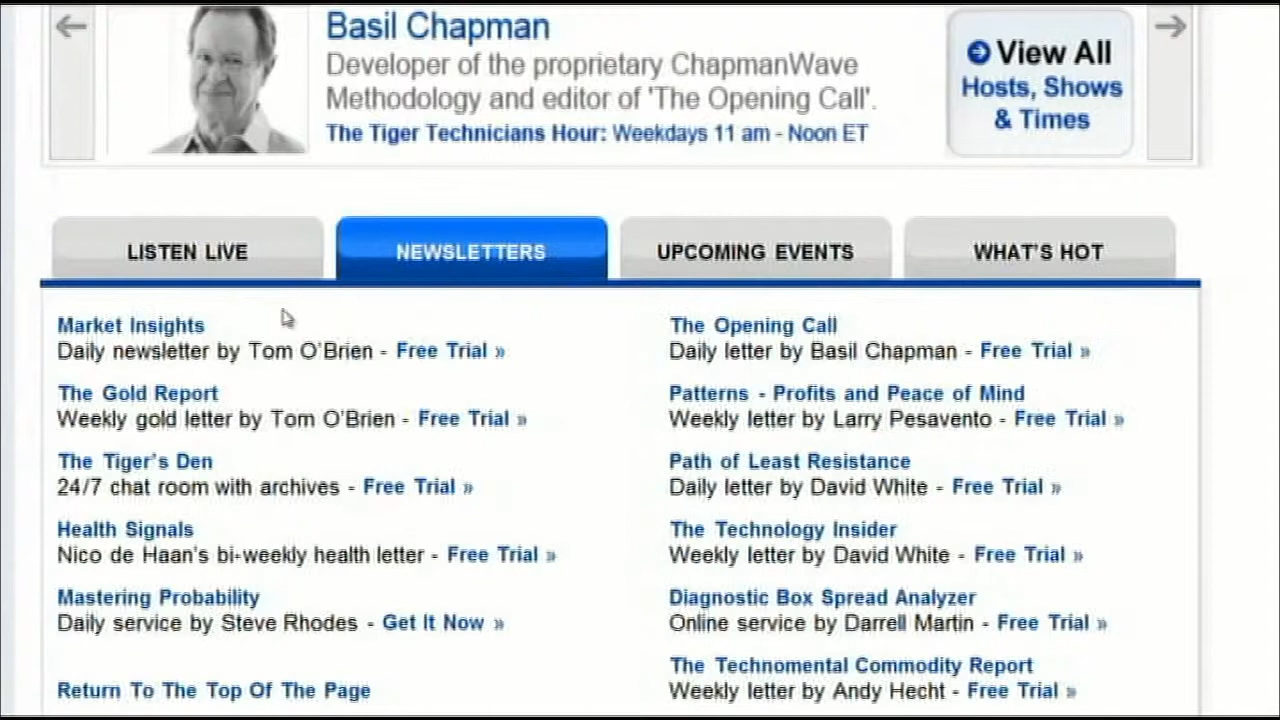 Basil Chapman
Developer of the proprietary ChapmanWave
Methodology and editor of 'The Opening Call'.
The Tiger Technicians Hour: Weekdays 11 am - Noon ET
View All
Hosts, Shows
& Times
LISTEN LIVE
NEWSLETTERS
UPCOMING EVENTS
WHAT'S HOT
Market Insights
Daily newsletter by Tom O'Brien - Free Trial »
The Gold Report
Weekly gold letter by Tom O'Brien - Free Trial »
The Tiger's Den
24/7 chat room with archives - Free Trial »
Health Signals
Nico de Haan's bi-weekly health letter - Free Trial »
Mastering Probability
Daily service by Steve Rhodes - Get It Now »
Return To The Top Of The Page
The Opening Call
Daily letter by Basil Chapman - Free Trial »
Patterns - Profits and Peace of Mind
Weekly letter by Larry Pesavento - Free Trial »
Path of Least Resistance
Daily letter by David White - Free Trial »
The Technology Insider
Weekly letter by David White - Free Trial »
Diagnostic Box Spread Analyzer
Online service by Darrell Martin - Free Trial »
The Technomental Commodity Report
Weekly letter by Andy Hecht - Free Trial »